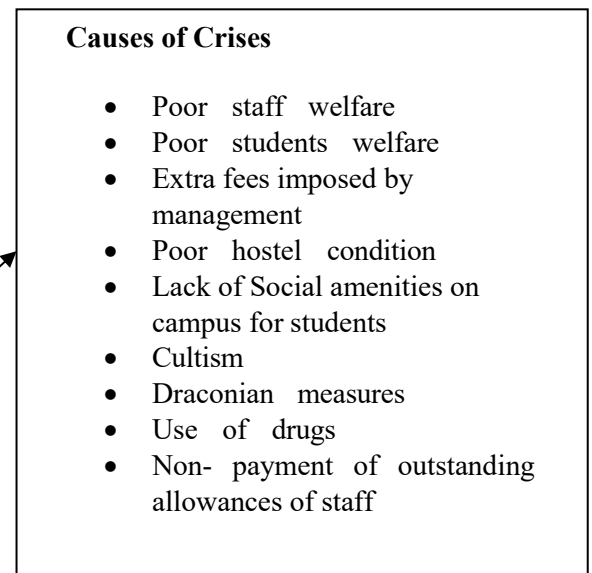 Causes of Crises
• Poor staff welfare
• Poor students welfare
• Extra fees imposed by
management
• Poor hostel condition
• Lack of Social amenities on
campus for students
• Cultism
• Draconian measures
• Use of drugs
• Non- payment of outstanding
allowances of staff